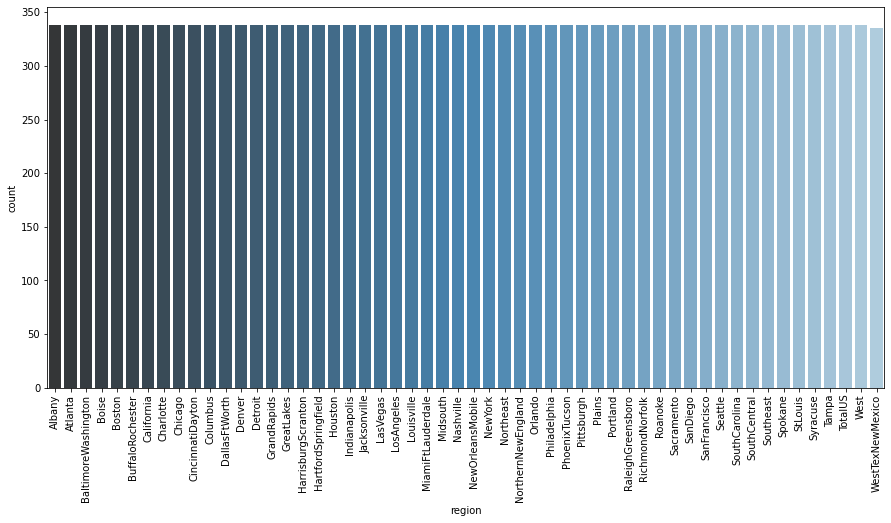 350
300
250
200
150
100
50
0
count
Albany
Atlanta
BaltimoreWashington
Boise
Boston
BuffaloRochester
California
Charlotte
Chicago
CincinnatiDayton
Columbus
DallasFtWorth
Denver
Detroit
GrandRapids
GreatLakes
HarrisburgScranton
HartfordSpringfield
Houston
Indianapolis
Jacksonville
LasVegas
LosAngeles
Louisville
MiamiFtLauderdale
Midsouth
Nashville
NewOrleansMobile
NewYork
Northeast
NorthernNewEngland
Orlando
Philadelphia
PhoenixTucson
Pittsburgh
Plains
Portland
RaleighGreensboro
RichmondNorfolk
Roanoke
Sacramento
SanDiego
SanFrancisco
Seattle
SouthCarolina
SouthCentral
Southeast
Spokane
StLouis
Syracuse
Tampa
TotalUS
West
WestTexNewMexico
region